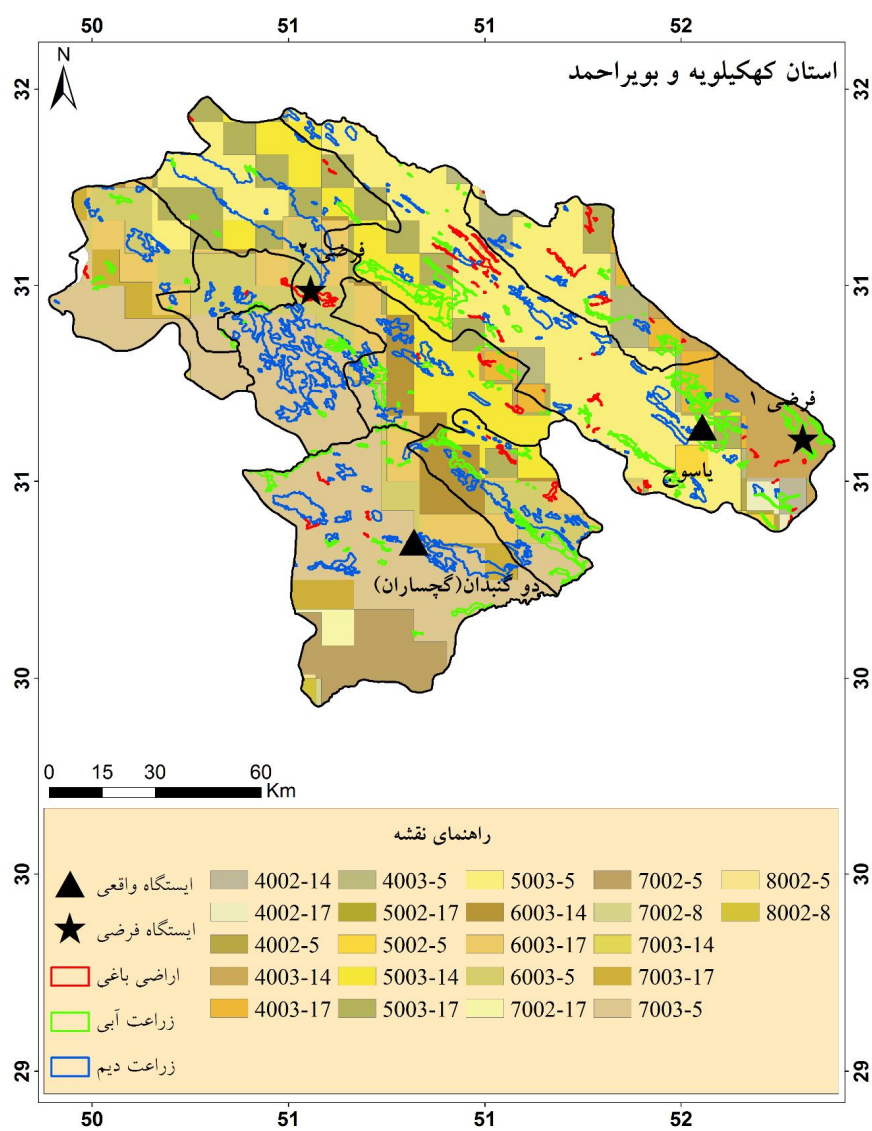 50 51 51 52
استان کهکیلویه و بویراحمد
N
32 32
فرضی ۲
31 31
فرضی ۱
یاسوج
31 31
دو گنبدان(گچساران)
30 30
0 15 30 60
Km
راهنمای نقشه
30 30
ایستگاه واقعی
ایستگاه فرضی
اراضی باغی
زراعت آبی
زراعت دیم
4002-14 4003-5 5003-5 7002-5 8002-5
4002-17 5002-17 6003-14 7002-8 8002-8
4002-5 5002-5 6003-17 7003-14
4003-14 5003-14 6003-5 7003-17
4003-17 5003-17 7002-17 7003-5
29 29
50 51 51 52